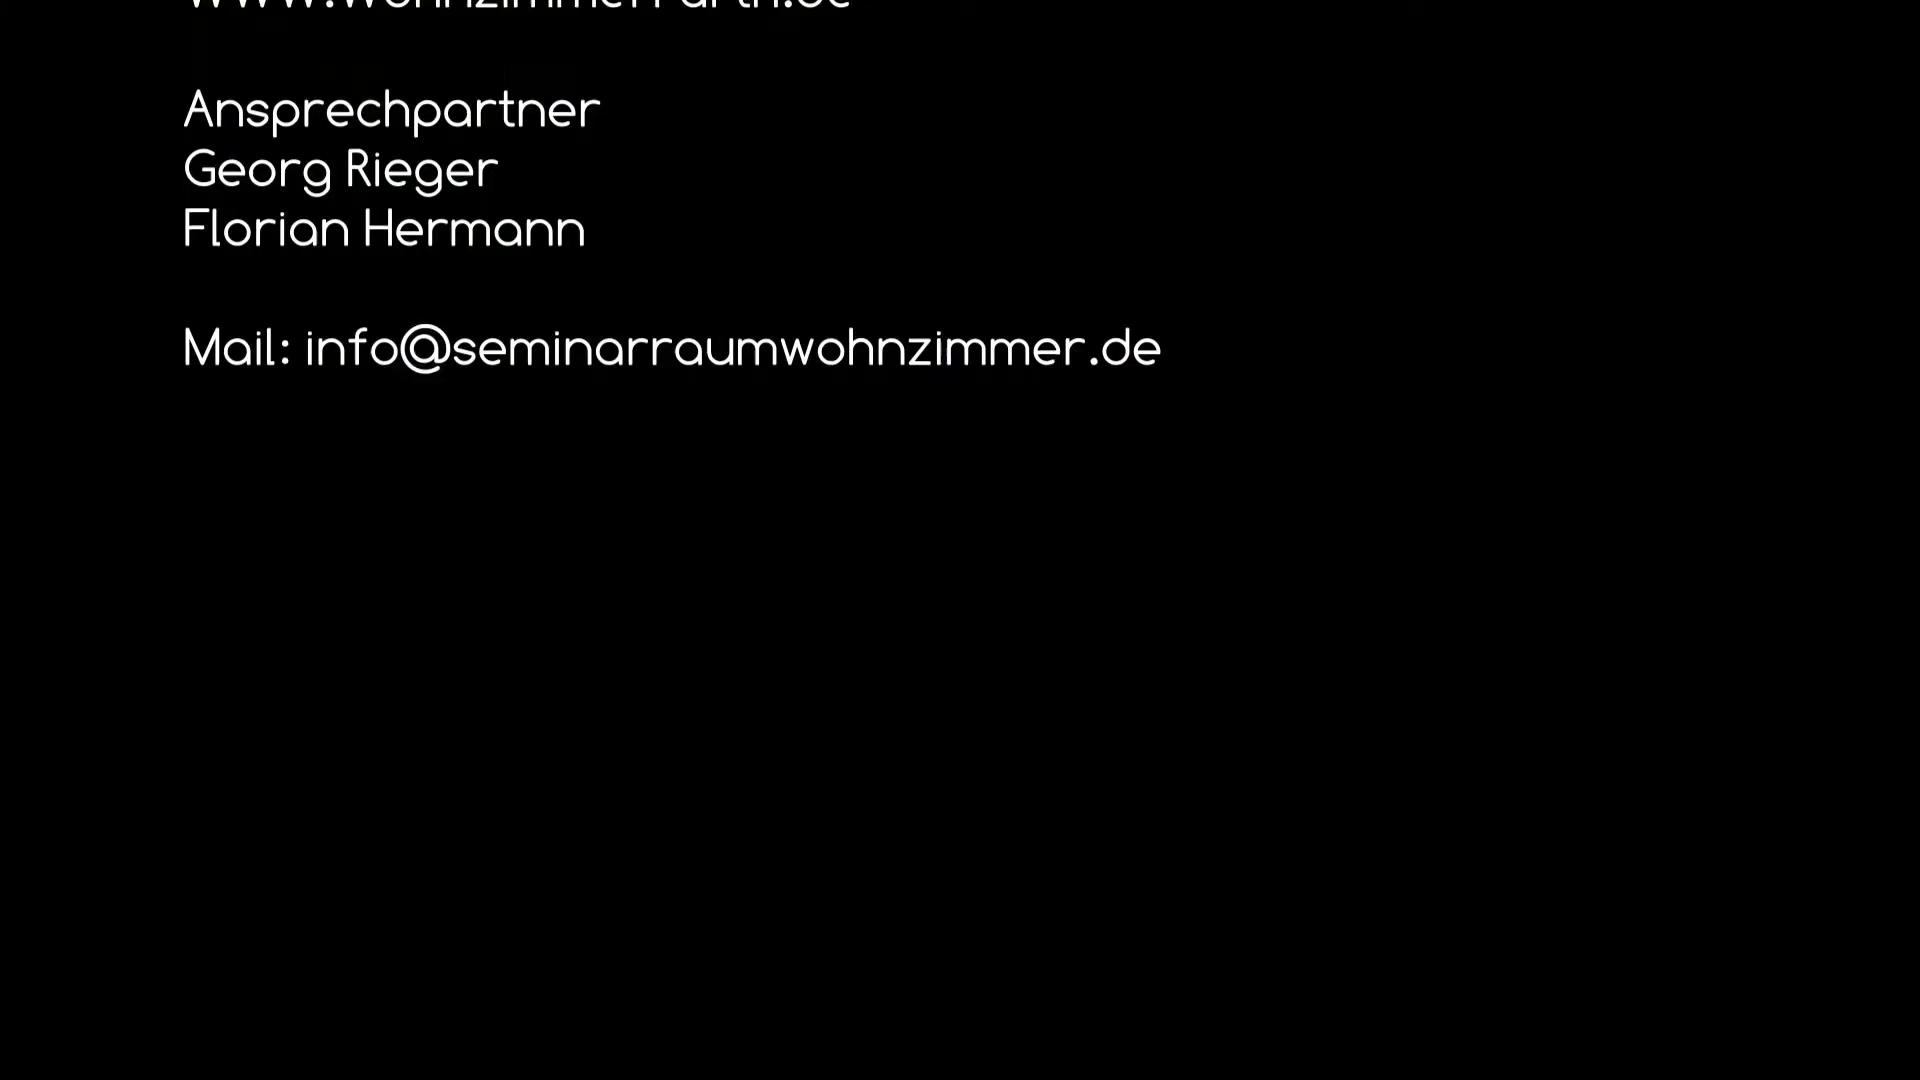 Ansprechpartner
Georg Rieger
Florian Hermann
Mail: info@seminarraumwohnzimmer.de